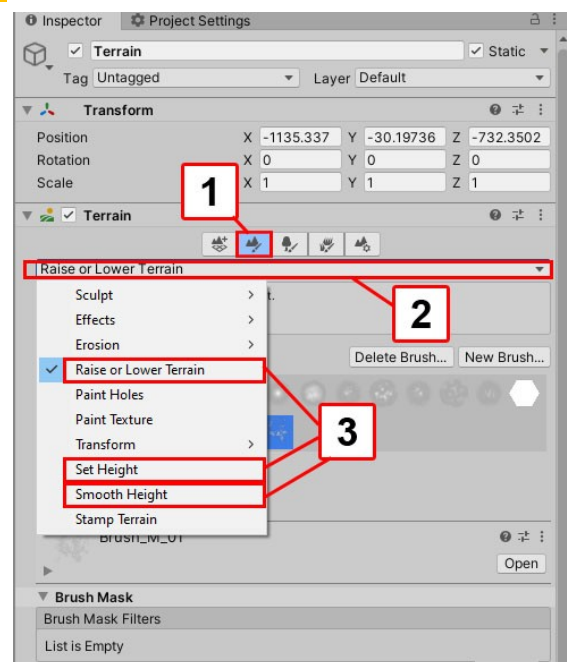 Inspector Project Settings
Terrain Static
Tag Untagged Layer Default
Transform
Position X -1135.337 Y -30.19736 Z -732.3502
Rotation X 0 Y 0 Z 0
Scale X 1 Y 1 Z 1
1
Terrain
Raise or Lower Terrain
2
Sculpt
t.
Effects
Erosion
Delete Brush... New Brush...
Raise or Lower Terrain
Paint Holes
Paint Texture
3
Transform
Set Height
Smooth Height
Stamp Terrain
Brush_M_01
Open
Brush Mask
Brush Mask Filters
List is Empty